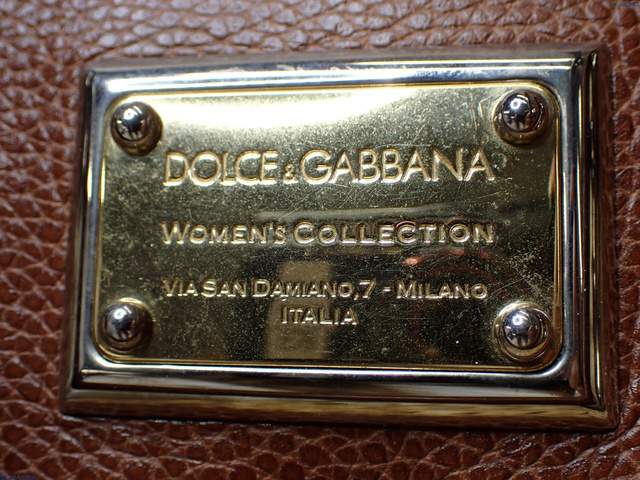 DOLCE & GABBANA
WOMEN'S COLLECTION
VIA SAN DAMIANO, 7 - MILANO
ITALIA